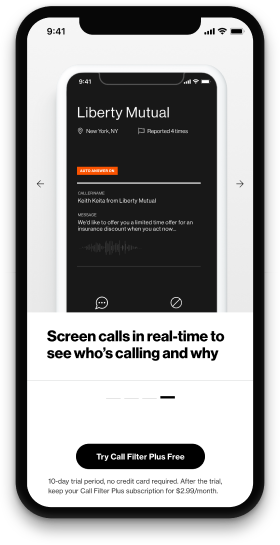 9:41
9:41
Liberty Mutual
New York, NY Reported 4 times
AUTO ANSWER ON
CALLER NAME
Keith Kaita from Liberty Mutual
MESSAGE
We'd like to offer you a limited time offer for an
insurance discount when you act now...
Screen calls in real-time to
see who's calling and why
Try Call Filter Plus Free
10-day trial period, no credit card required. After the trial,
keep your Call Filter Plus subscription for $2.99/month.